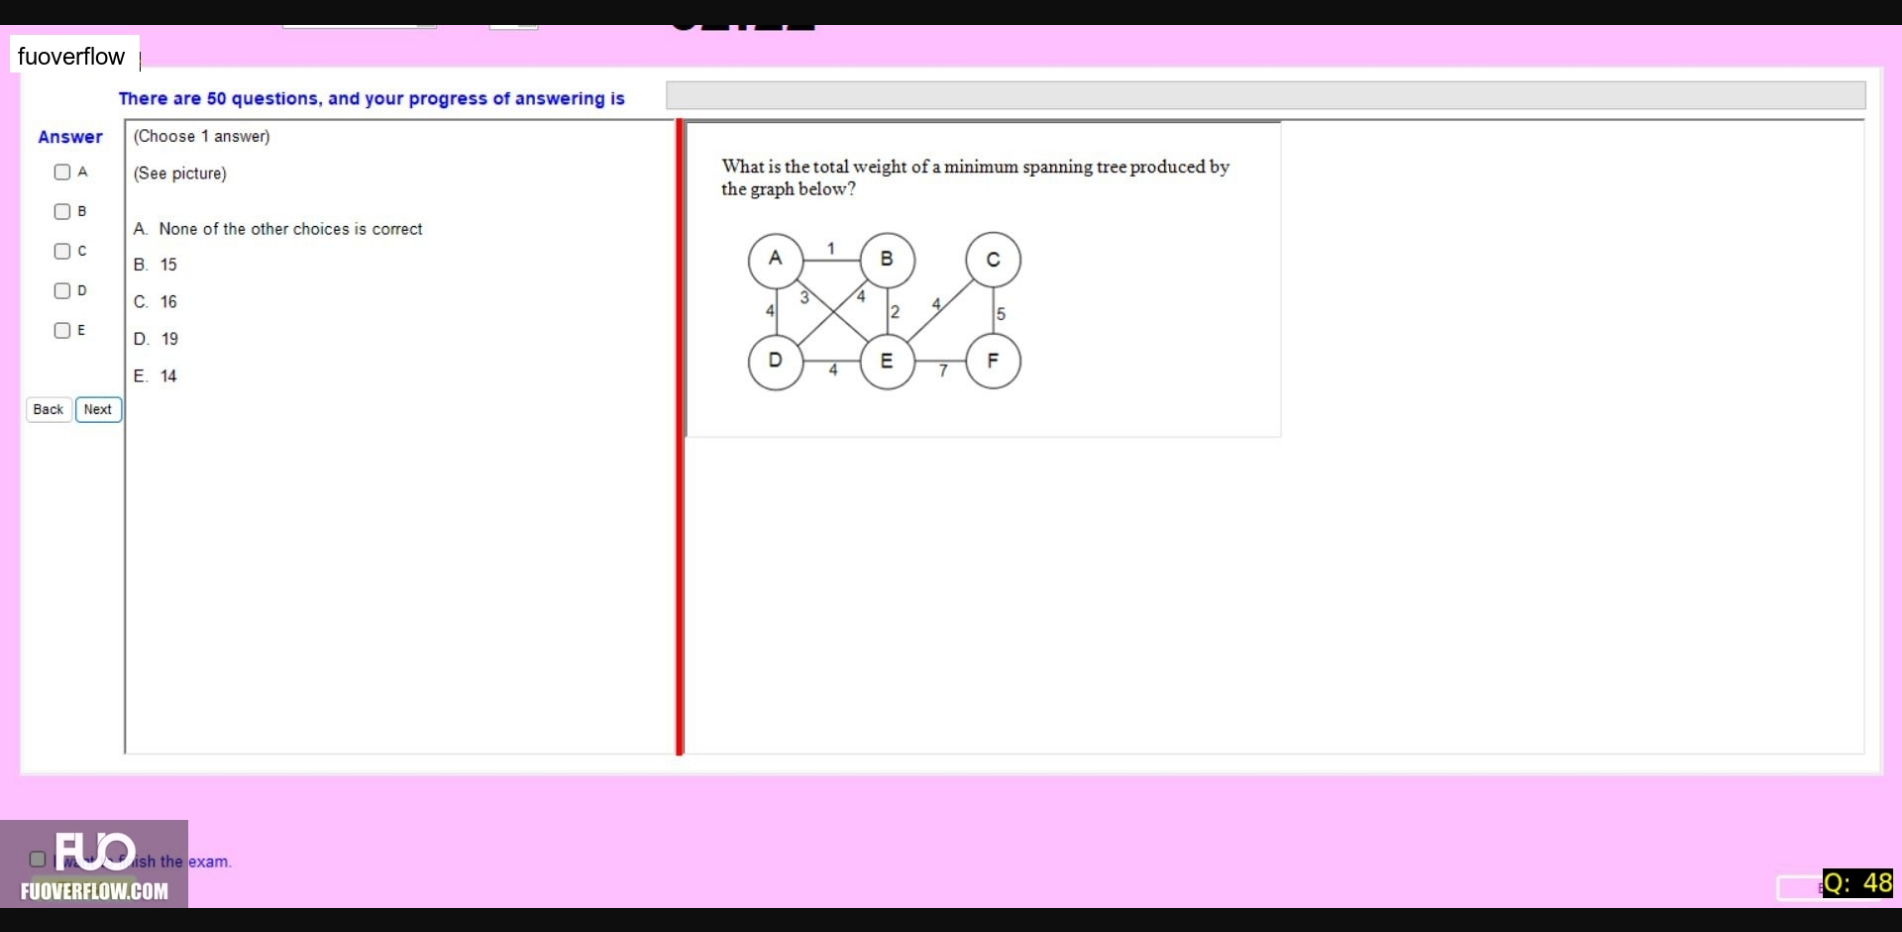 fuoverflow
There are 50 questions, and your progress of answering is
Answer
A
B
C
D
E
Back Next
(Choose 1 answer)
(See picture)
A. None of the other choices is correct
B. 15
C. 16
D. 19
E. 14
What is the total weight of a minimum spanning tree produced by
the graph below?
A 1 B C
3 4 4
4 2 5
D 4 E 7 F
FUO
finish the exam.
FUOVERFLOW.COM
Q: 48